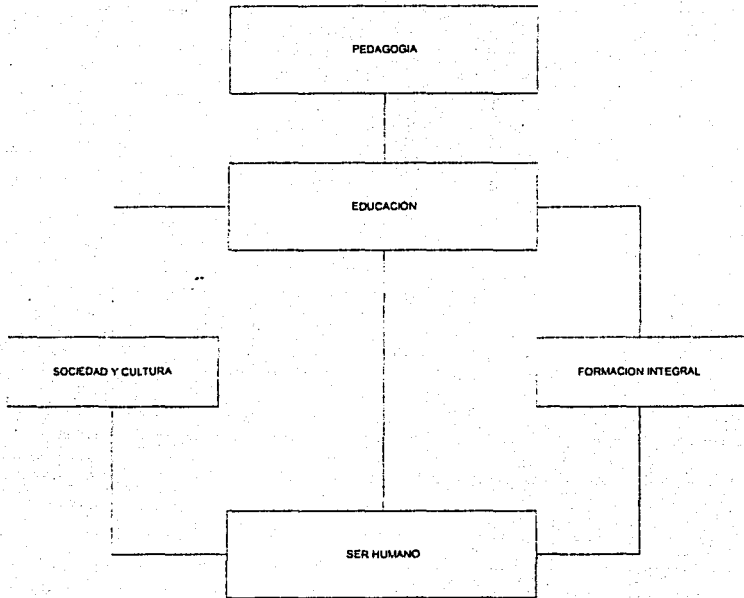 PEDAGOGIA
EDUCACIÓN
SOCIEDAD Y CULTURA
FORMACION INTEGRAL
SER HUMANO